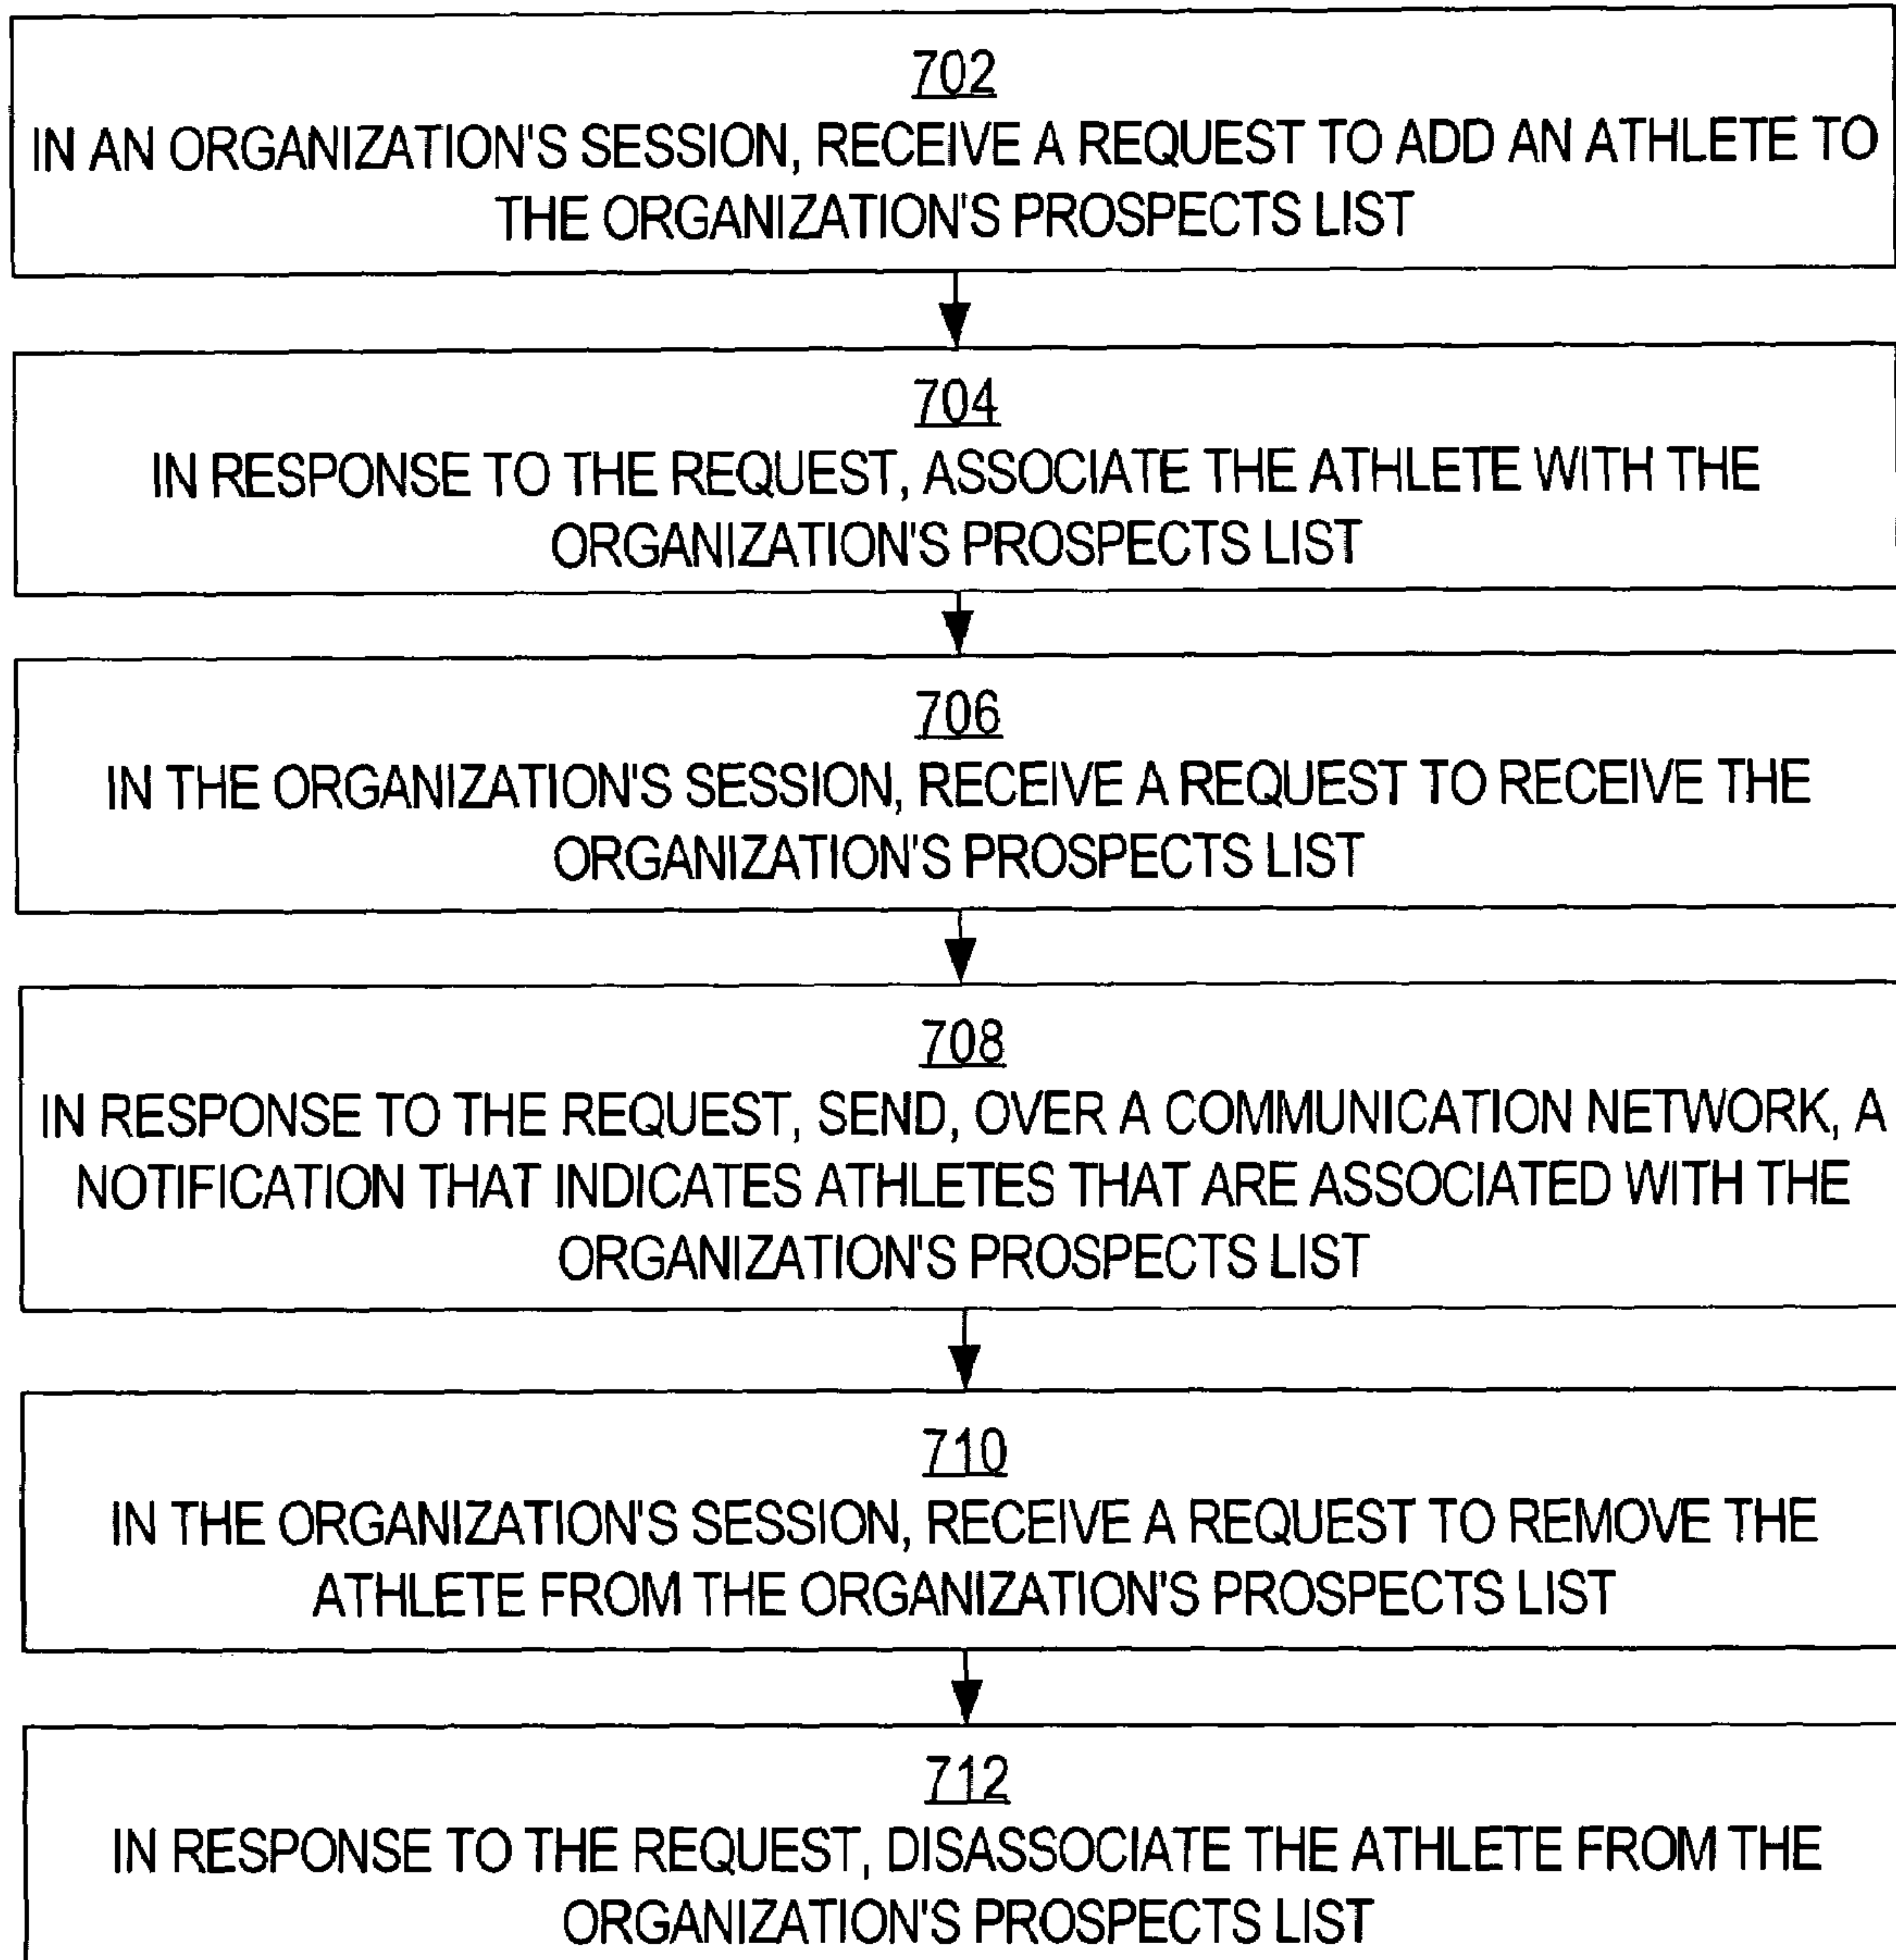 702
IN AN ORGANIZATION'S SESSION, RECEIVE A REQUEST TO ADD AN ATHLETE TO
THE ORGANIZATION'S PROSPECTS LIST
704
IN RESPONSE TO THE REQUEST, ASSOCIATE THE ATHLETE WITH THE
ORGANIZATION'S PROSPECTS LIST
706
IN THE ORGANIZATION'S SESSION, RECEIVE A REQUEST TO RECEIVE THE
ORGANIZATION'S PROSPECTS LIST
708
IN RESPONSE TO THE REQUEST, SEND, OVER A COMMUNICATION NETWORK, A
NOTIFICATION THAT INDICATES ATHLETES THAT ARE ASSOCIATED WITH THE
ORGANIZATION'S PROSPECTS LIST
710
IN THE ORGANIZATION'S SESSION, RECEIVE A REQUEST TO REMOVE THE
ATHLETE FROM THE ORGANIZATION'S PROSPECTS LIST
712
IN RESPONSE TO THE REQUEST, DISASSOCIATE THE ATHLETE FROM THE
ORGANIZATION'S PROSPECTS LIST